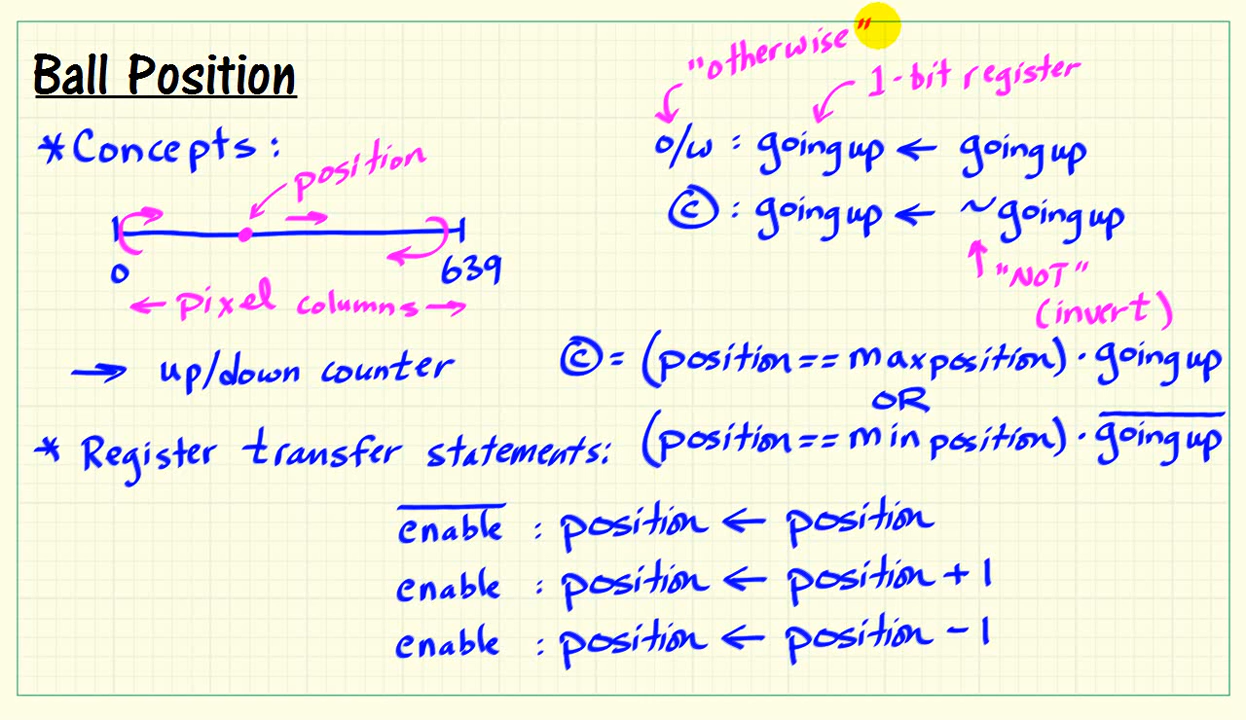 Ball Position
*Concepts:
position
0
639
← pixel columns →
→ up/down counter
"otherwise"
1-bit register
o/w : goingup ← goingup
Ⓒ : goingup ← ~goingup
"NOT"
(invert)
Ⓒ = (position == maxposition) · goingup
OR
(position == minposition) · g̅o̅i̅n̅g̅u̅p̅
* Register transfer statements:
e̅n̅a̅b̅l̅e̅ : position ← position
enable : position ← position + 1
enable : position ← position - 1